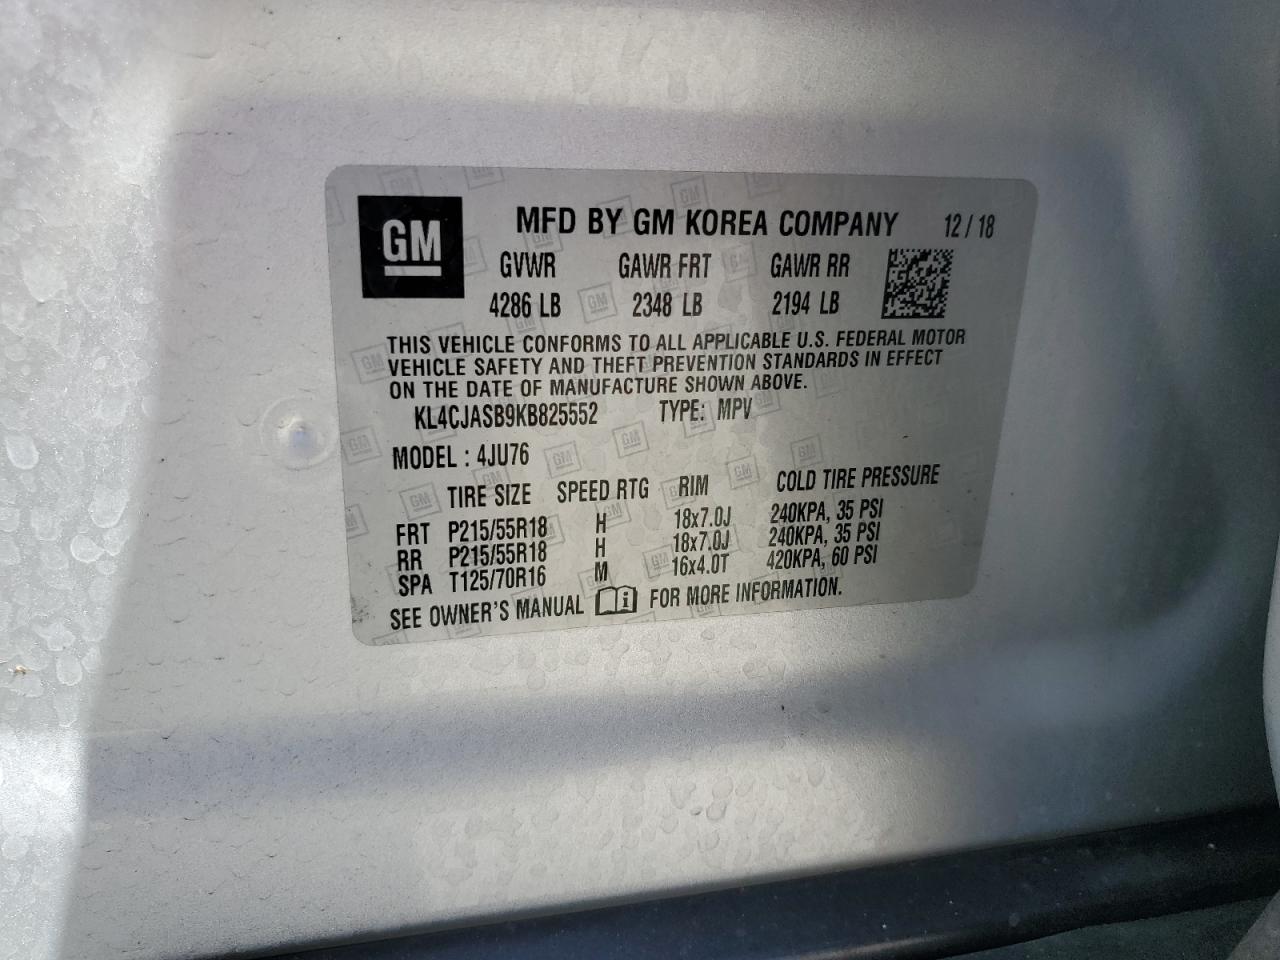 GM
MFD BY GM KOREA COMPANY 12 / 18
GVWR GAWR FRT GAWR RR
4286 LB 2348 LB 2194 LB
THIS VEHICLE CONFORMS TO ALL APPLICABLE U.S. FEDERAL MOTOR
VEHICLE SAFETY AND THEFT PREVENTION STANDARDS IN EFFECT
ON THE DATE OF MANUFACTURE SHOWN ABOVE.
KL4CJASB9KB825552 TYPE: MPV
MODEL : 4JU76
TIRE SIZE SPEED RTG RIM COLD TIRE PRESSURE
FRT P215/55R18 H 18x7.0J 240KPA, 35 PSI
RR P215/55R18 H 18x7.0J 240KPA, 35 PSI
SPA T125/70R16 M 16x4.0T 420KPA, 60 PSI
SEE OWNER'S MANUAL i FOR MORE INFORMATION.